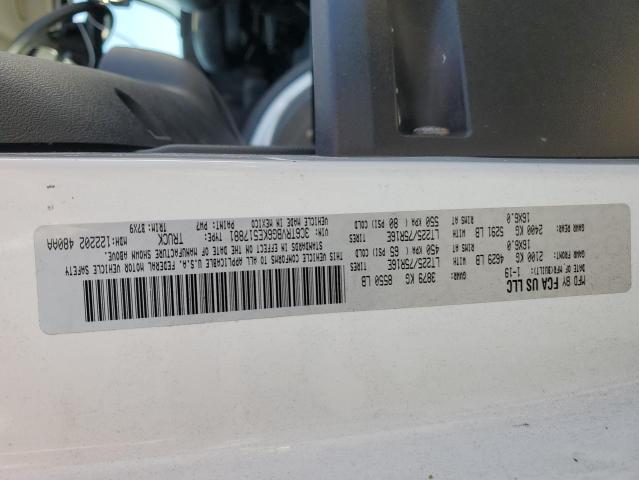 MFD BY FCA US LLC
DATE OF MFR(BUILT): 1-19 GVWR: 3879 KG 8550 LB
GAWR FRONT: 2100 KG 4629 LB WITH LT225/75R16E TIRES
16X6.0 RIMS AT 450 KPA ( 65 PSI) COLD
GAWR REAR: 2400 KG 5291 LB WITH LT225/75R16E TIRES
16X6.0 RIMS AT 550 KPA ( 80 PSI) COLD
THIS VEHICLE CONFORMS TO ALL APPLICABLE U.S.A. FEDERAL MOTOR VEHICLE SAFETY
STANDARDS IN EFFECT ON THE DATE OF MANUFACTURE SHOWN ABOVE.
VIN: 3C6TRVBG6KE517881 TYPE: TRUCK
VEHICLE MADE IN MEXICO PAINT: PW7 TRIM: B7X9
MDH: 122202 480AA